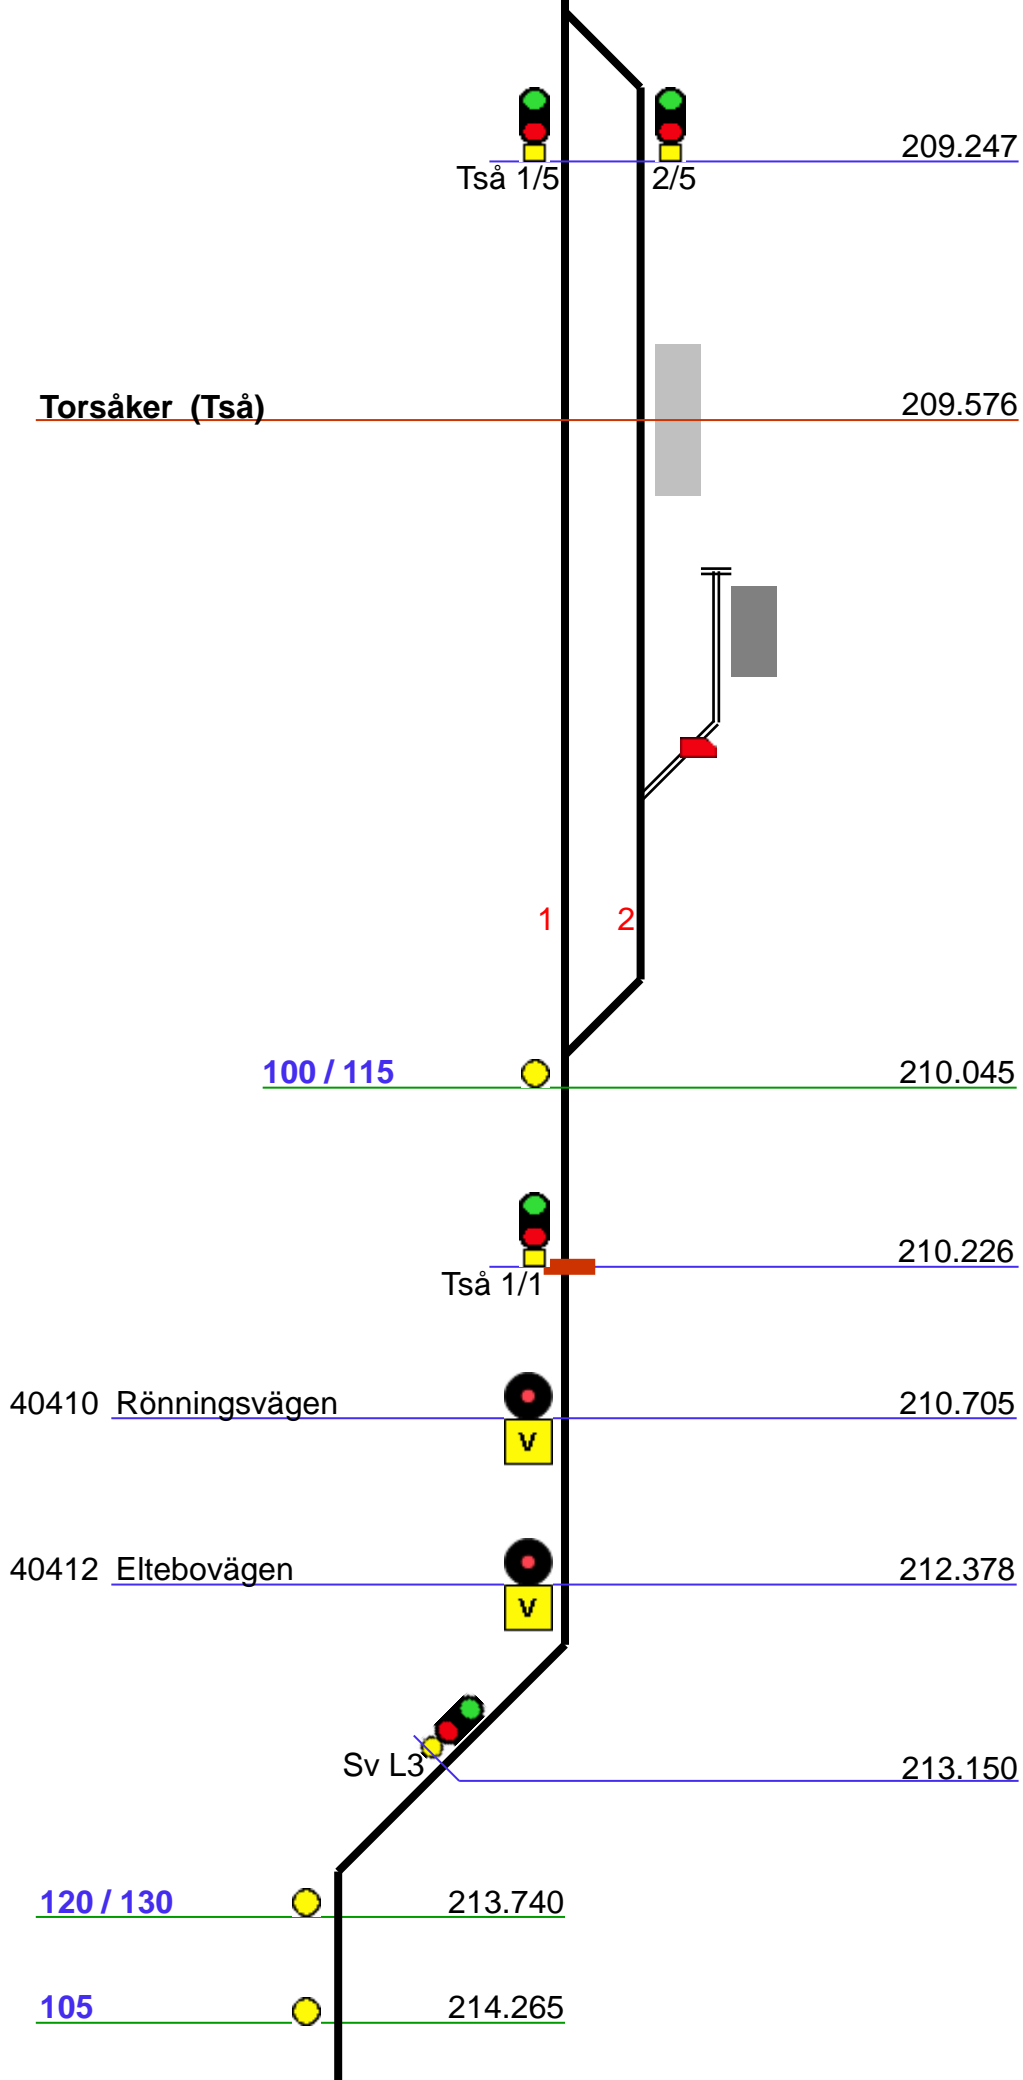 209.247
Tså 1/5 2/5
Torsåker (Tså) 209.576
1 2
100 / 115 210.045
210.226
Tså 1/1
40410 Rönningsvägen 210.705
V
40412 Eltebovägen 212.378
V
Sv L3 213.150
120 / 130 213.740
105 214.265